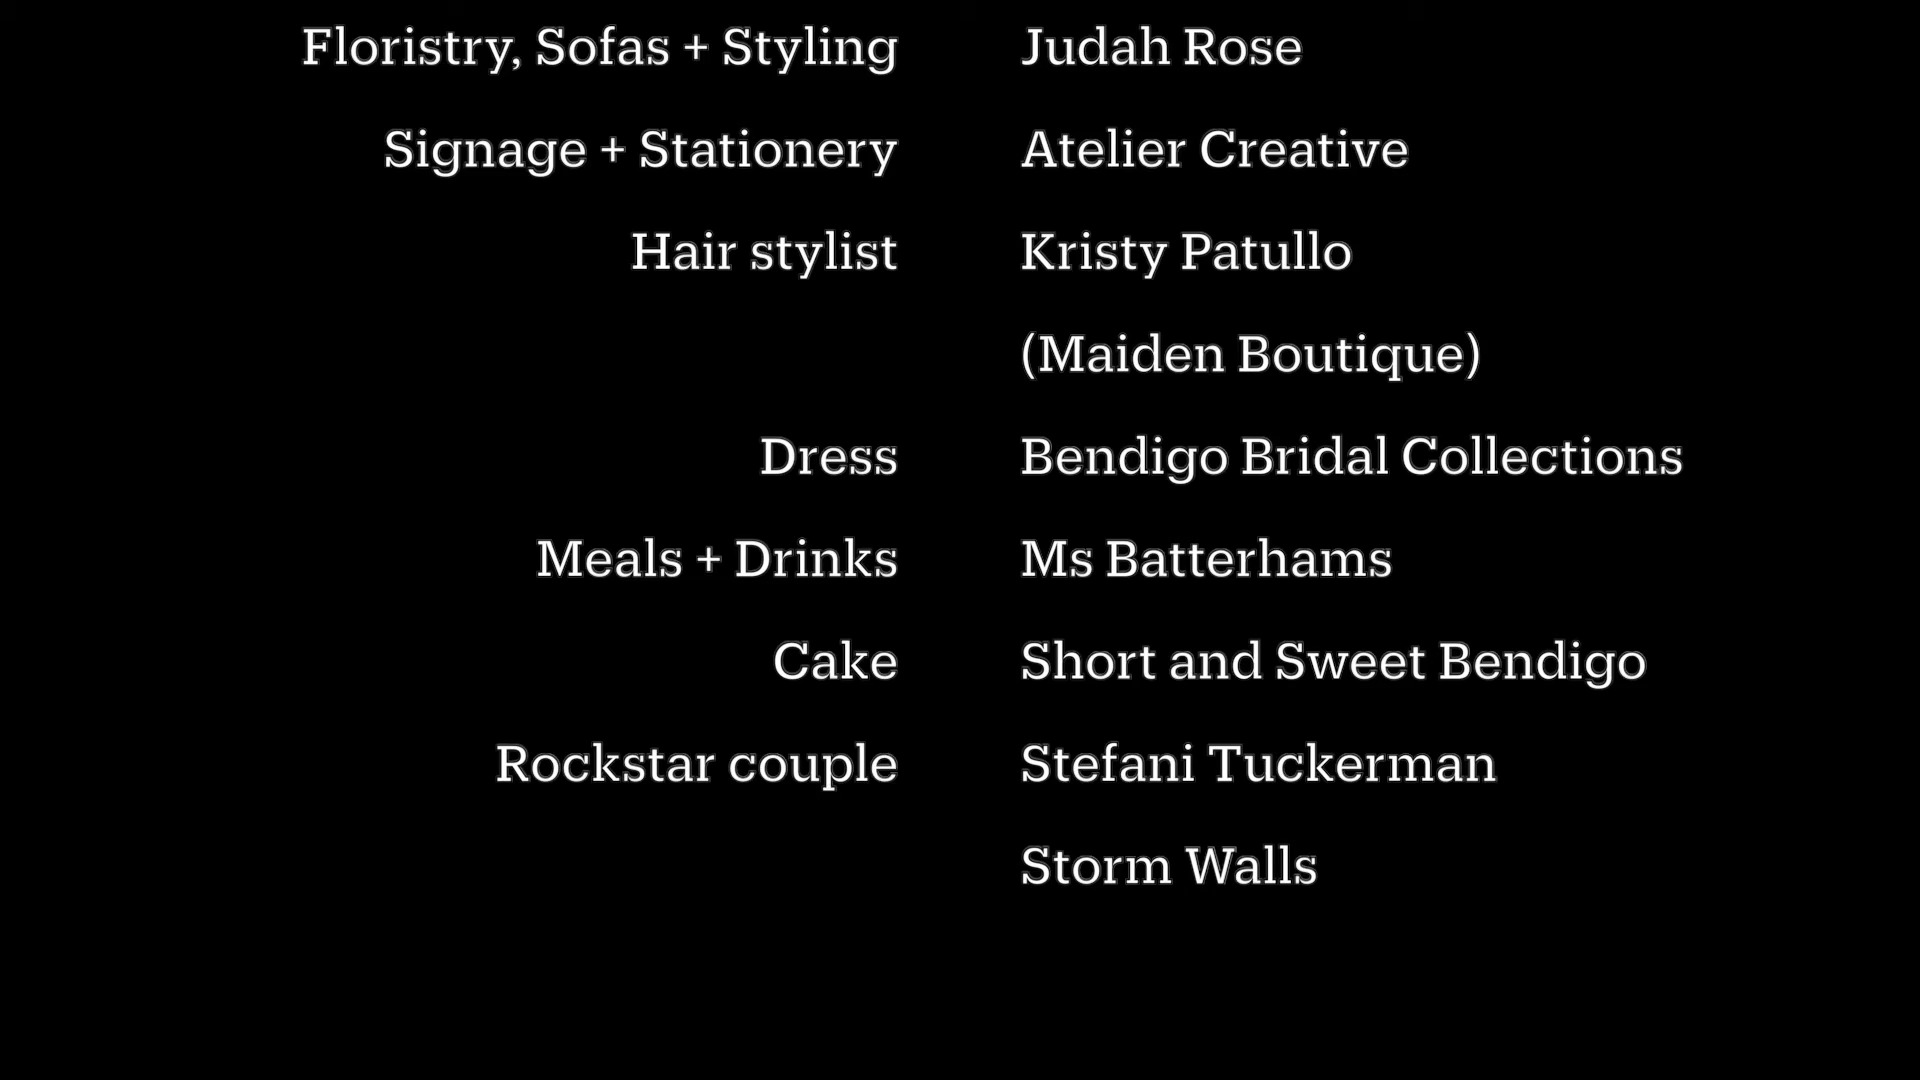 Floristry, Sofas + Styling Judah Rose
Signage + Stationery Atelier Creative
Hair stylist Kristy Patullo
(Maiden Boutique)
Dress Bendigo Bridal Collections
Meals + Drinks Ms Batterhams
Cake Short and Sweet Bendigo
Rockstar couple Stefani Tuckerman
Storm Walls